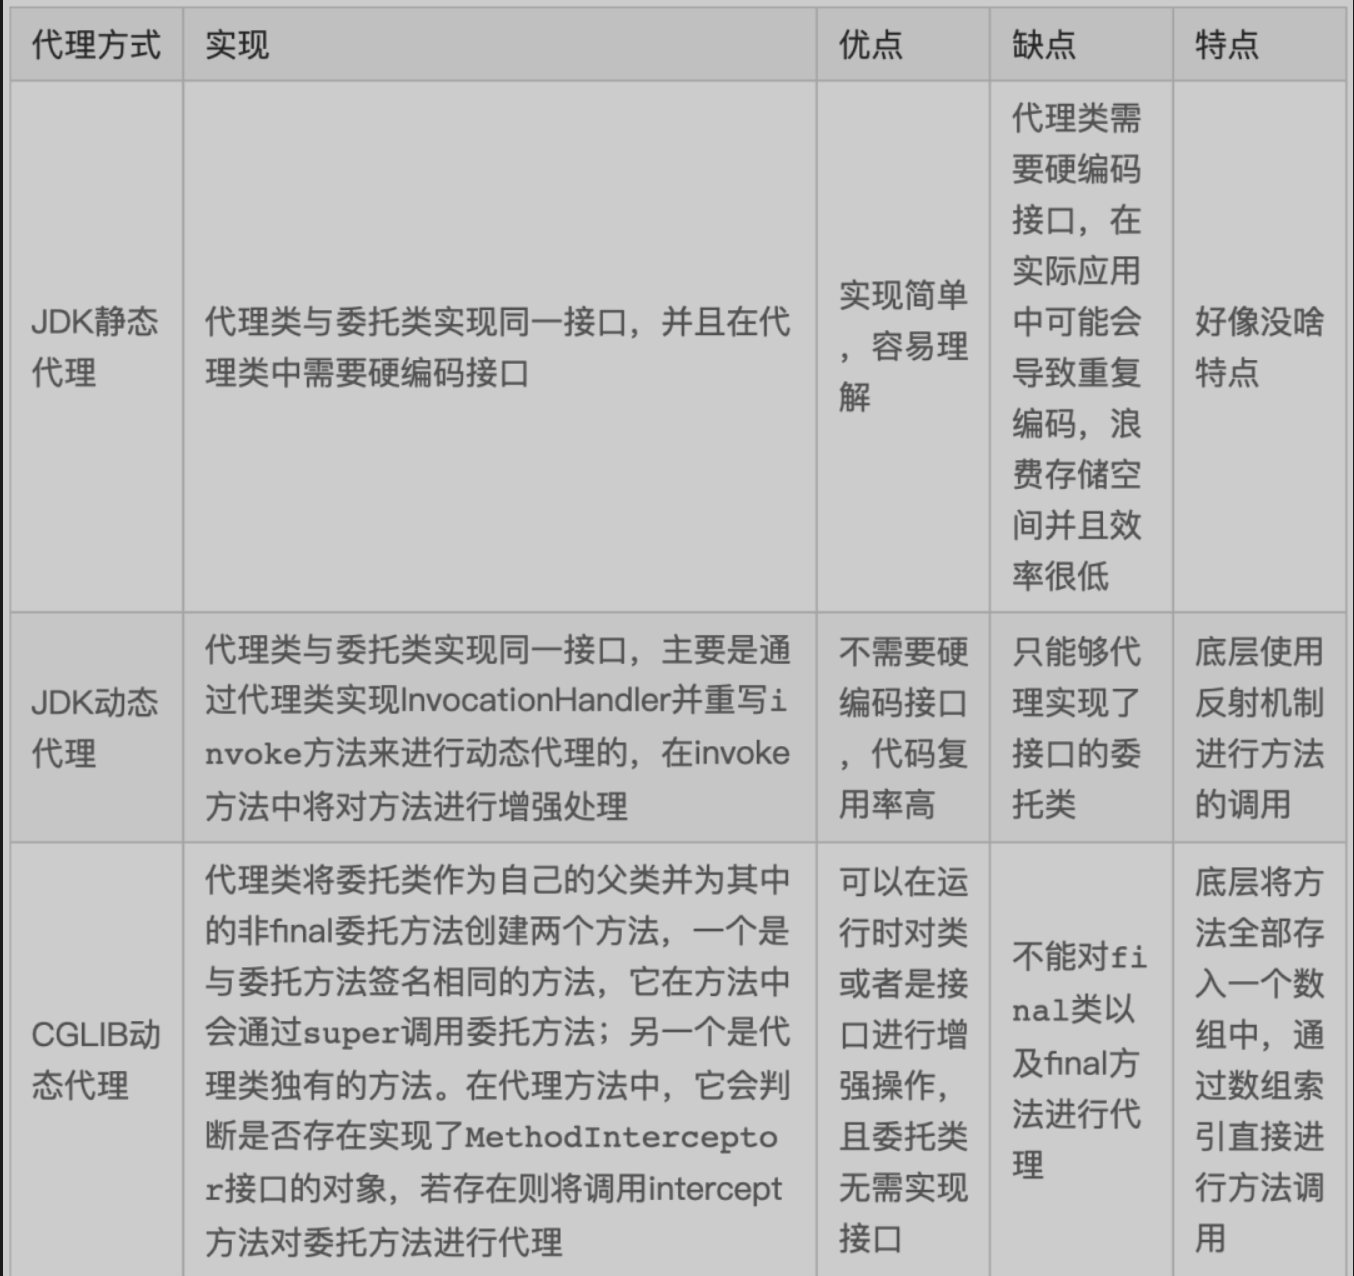 代理方式
实现
优点
缺点
特点
JDK静态
代理
代理类与委托类实现同一接口，并且在代
理类中需要硬编码接口
实现简单
，容易理
解
代理类需
要硬编码
接口，在
实际应用
中可能会
导致重复
编码，浪
费存储空
间并且效
率很低
好像没啥
特点
JDK动态
代理
代理类与委托类实现同一接口，主要是通
过代理类实现InvocationHandler并重写i
nvoke方法来进行动态代理的，在invoke
方法中将对方法进行增强处理
不需要硬
编码接口
，代码复
用率高
只能够代
理实现了
接口的委
托类
底层使用
反射机制
进行方法
的调用
CGLIB动
态代理
代理类将委托类作为自己的父类并为其中
的非final委托方法创建两个方法，一个是
与委托方法签名相同的方法，它在方法中
会通过super调用委托方法；另一个是代
理类独有的方法。在代理方法中，它会判
断是否存在实现了MethodIntercepto
r接口的对象，若存在则将调用intercept
方法对委托方法进行代理
可以在运
行时对类
或者是接
口进行增
强操作，
且委托类
无需实现
接口
不能对fi
nal类以
及final方
法进行代
理
底层将方
法全部存
入一个数
组中，通
过数组索
引直接进
行方法调
用